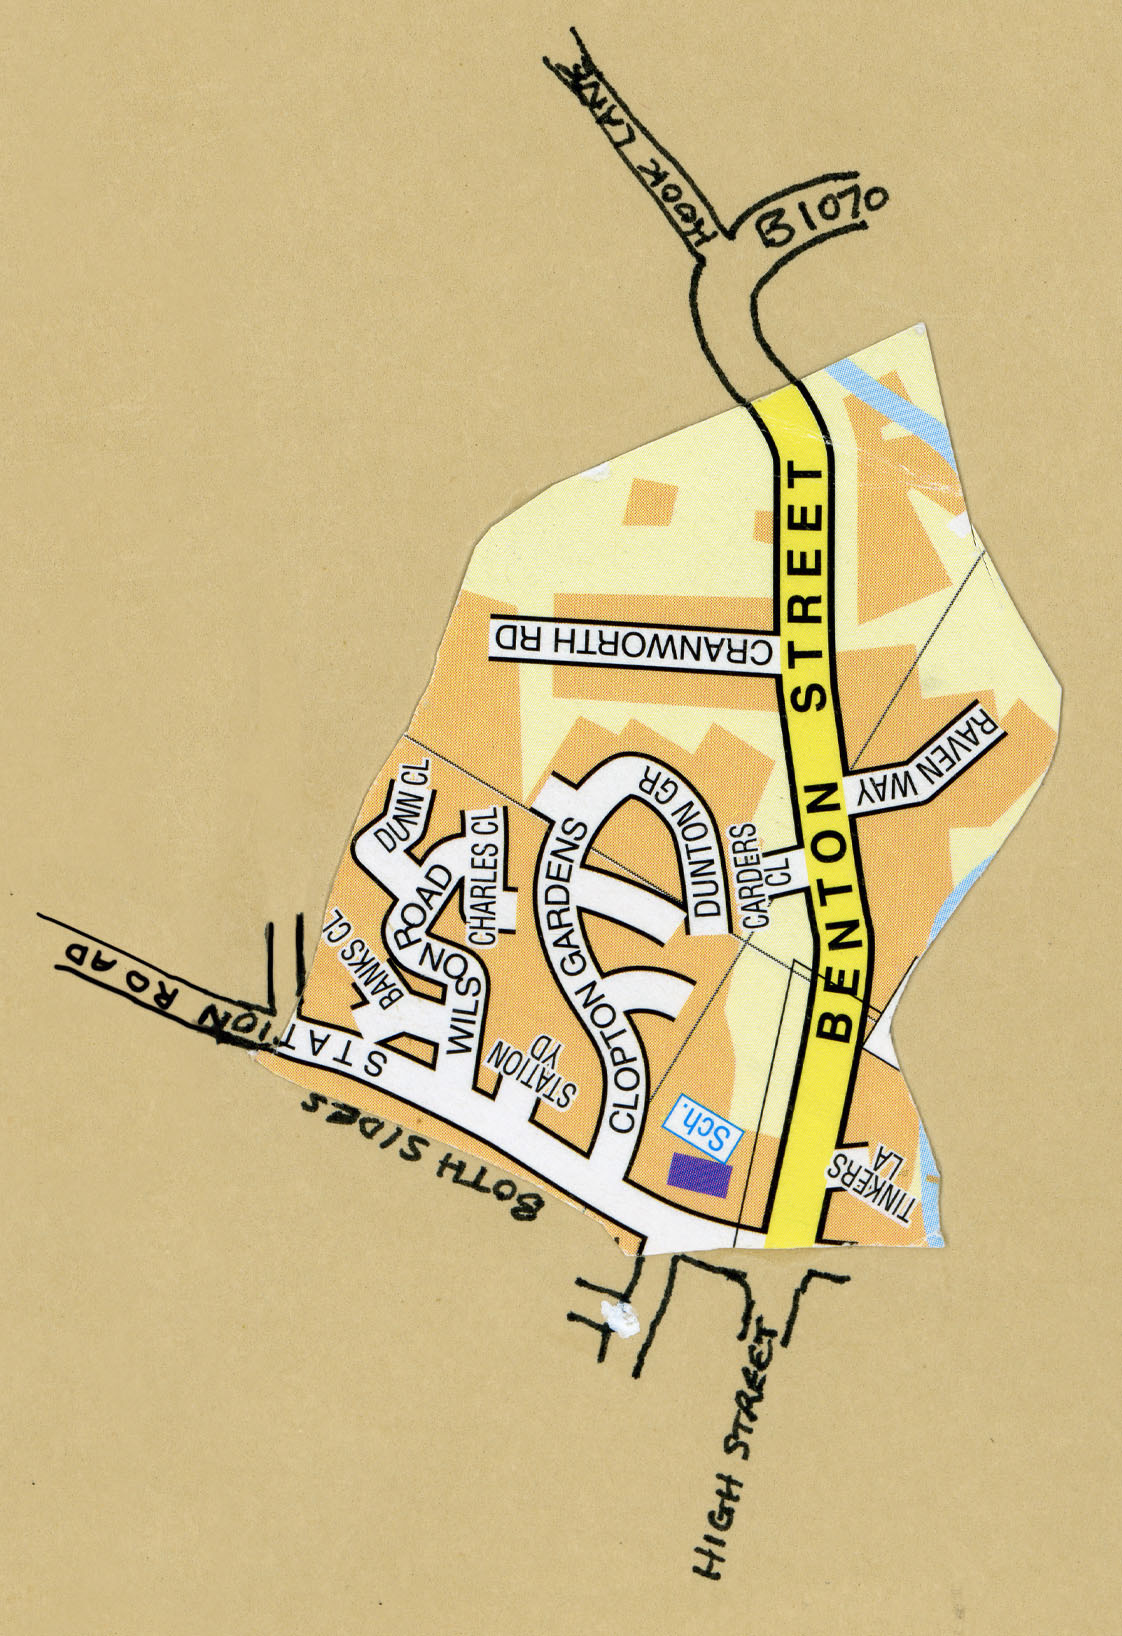 STATION ROAD
BOTH SIDES
BANKS CL
DUNN CL
WILSON ROAD
CHARLES CL
STATION
YD
CLOPTON GARDENS
CRANWORTH RD
HIGH STREET
Sch.
DUNTON GR
HOOK LANE
CARDERS
CL
B1070
BENTON STREET
TINKERS
LA
RAVEN WAY